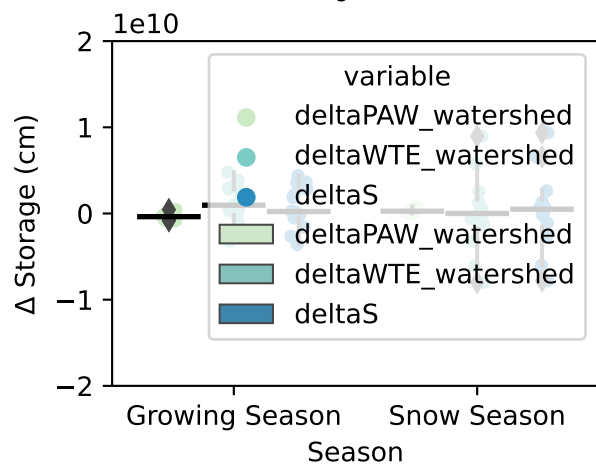 1e10
2
1
0
−1
−2
Δ Storage (cm)
variable
deltaPAW_watershed
deltaWTE_watershed
deltaS
deltaPAW_watershed
deltaWTE_watershed
deltaS
Growing Season
Snow Season
Season